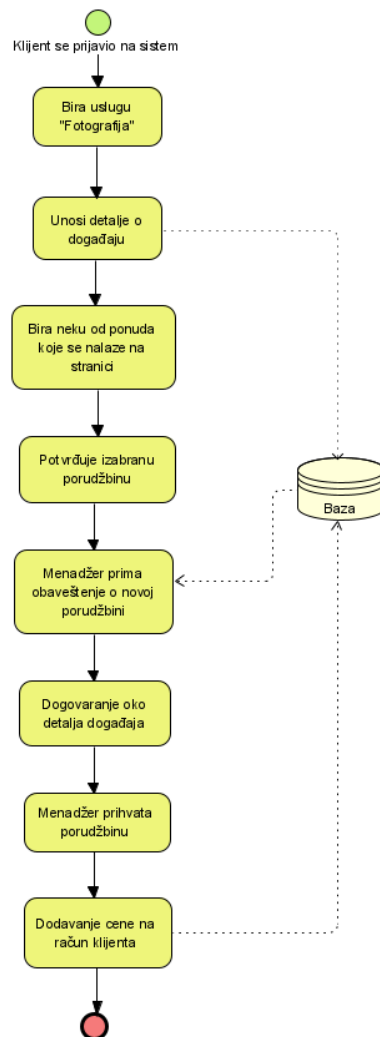 Klijent se prijavio na sistem
Bira uslugu
"Fotografija"
Unosi detalje o
događaju
Bira neku od ponuda
koje se nalaze na
stranici
Potvrđuje izabranu
porudžbinu
Baza
Menadžer prima
obaveštenje o novoj
porudžbini
Dogovaranje oko
detalja događaja
Menadžer prihvata
porudžbinu
Dodavanje cene na
račun klijenta